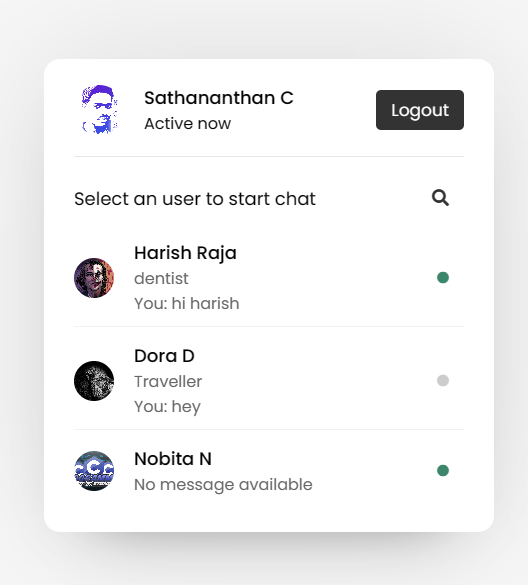 Sathananthan C
Active now
Logout
Select an user to start chat
Harish Raja
dentist
You: hi harish
Dora D
Traveller
You: hey
Nobita N
No message available